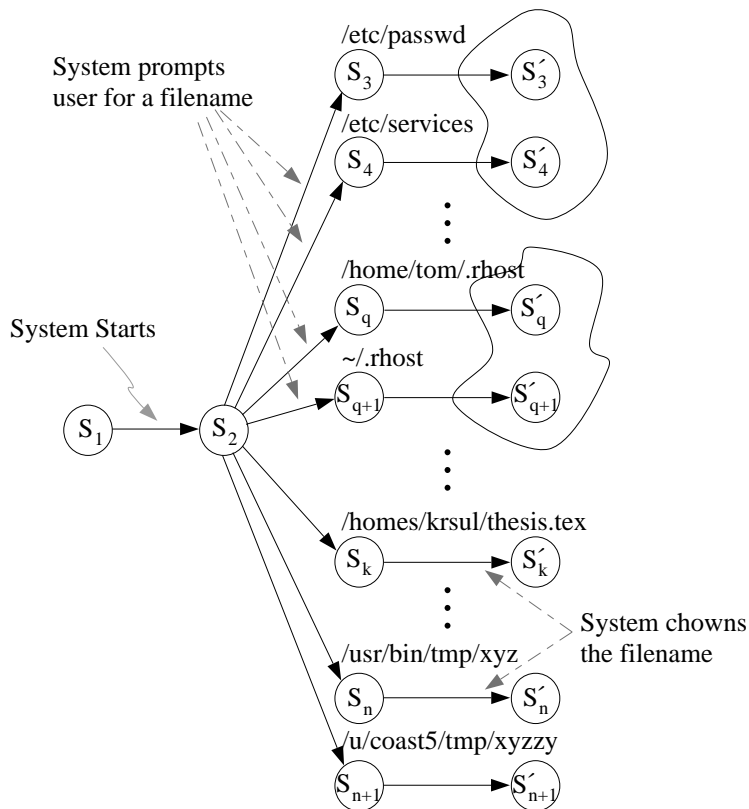 /etc/passwd
System prompts
user for a filename
S3
S´3
/etc/services
S4
S´4
/home/tom/.rhost
Sq
S´q
System Starts
~/.rhost
Sq+1
S´q+1
S1
S2
/homes/krsul/thesis.tex
Sk
S´k
System chowns
the filename
/usr/bin/tmp/xyz
Sn
S´n
/u/coast5/tmp/xyzzy
Sn+1
S´n+1